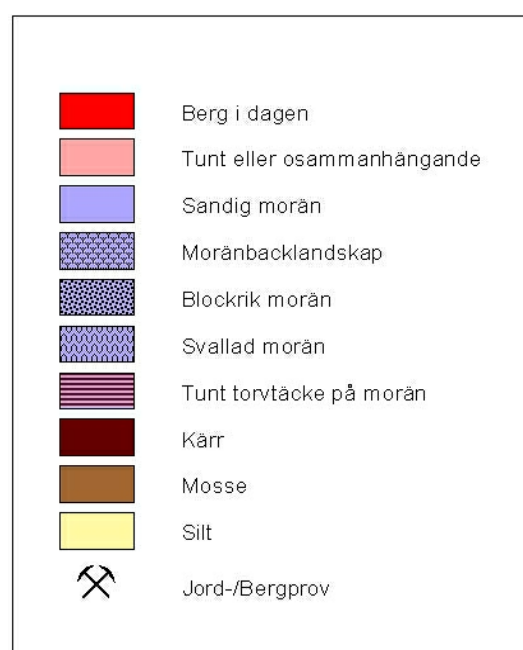 Berg i dagen
Tunt eller osammanhängande
Sandig morän
Moränbacklandskap
Blockrik morän
Svallad morän
Tunt torvtäcke på morän
Kärr
Mosse
Silt
Jord-/Bergprov